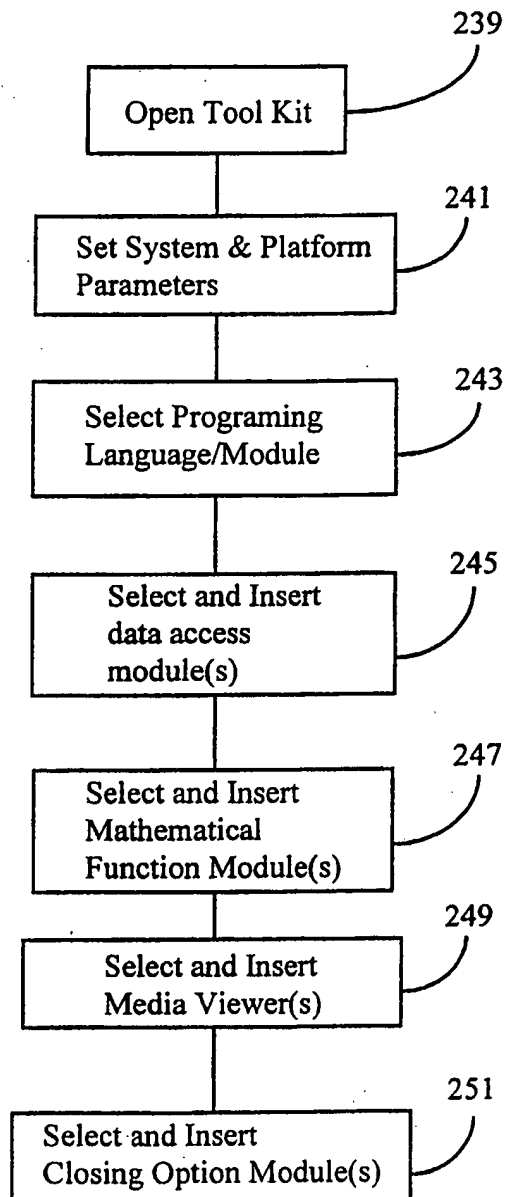 239
Open Tool Kit
241
Set System & Platform
Parameters
243
Select Programing
Language/Module
245
Select and Insert
data access
module(s)
247
Select and Insert
Mathematical
Function Module(s)
249
Select and Insert
Media Viewer(s)
251
Select and Insert
Closing Option Module(s)